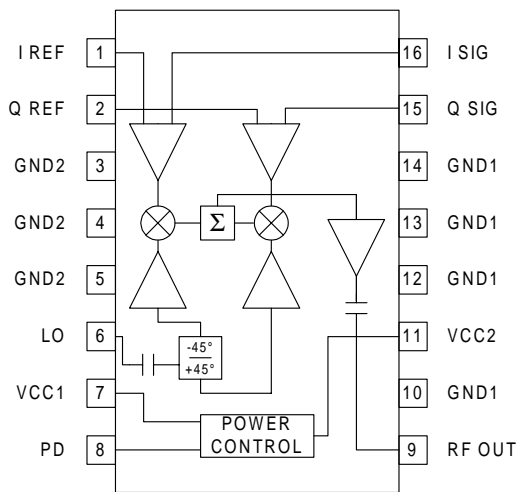 I REF 1 16 I SIG
Q REF 2 15 Q SIG
GND2 3 14 GND1
GND2 4 Σ 13 GND1
GND2 5 12 GND1
LO 6 -45° 11 VCC2
+45°
VCC1 7 10 GND1
POWER
CONTROL
PD 8 9 RF OUT